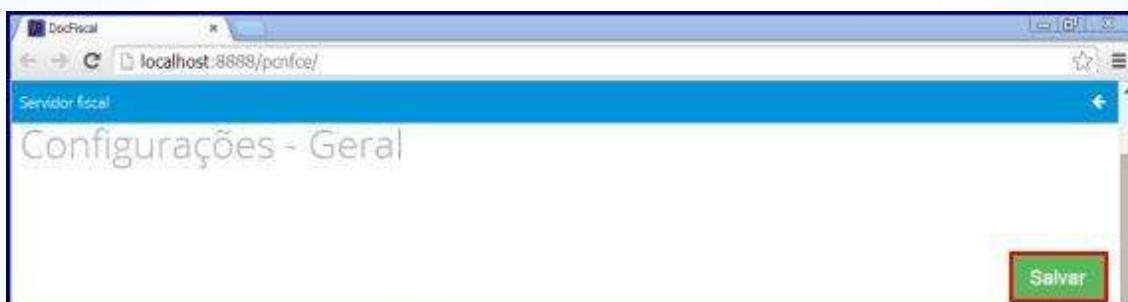 DocFiscal
localhost:8888/pcnfce/
Servidor fiscal
Configurações - Geral
Salvar